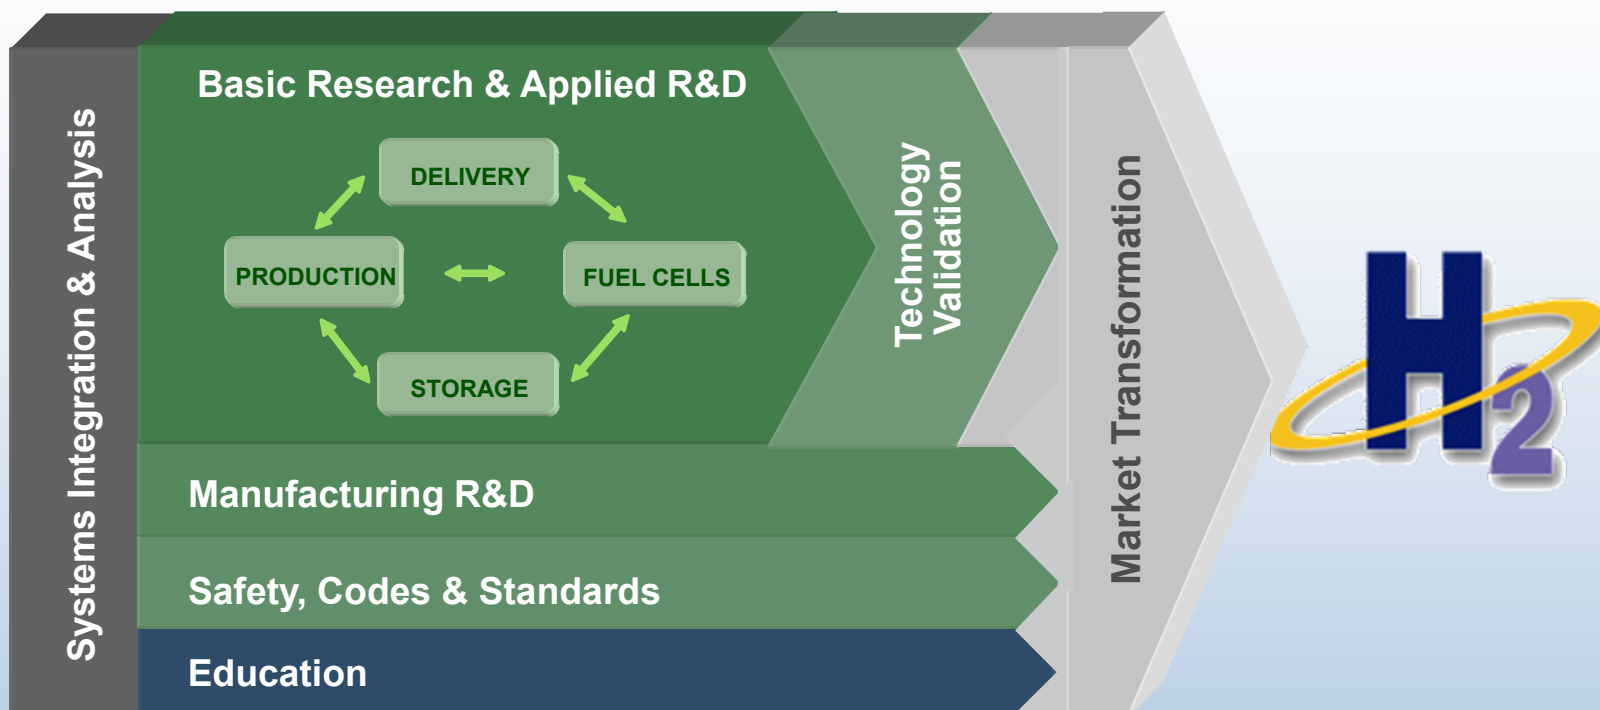 Systems Integration & Analysis
Basic Research & Applied R&D
DELIVERY
PRODUCTION
FUEL CELLS
STORAGE
Technology
Validation
Manufacturing R&D
Safety, Codes & Standards
Education
Market Transformation
H2